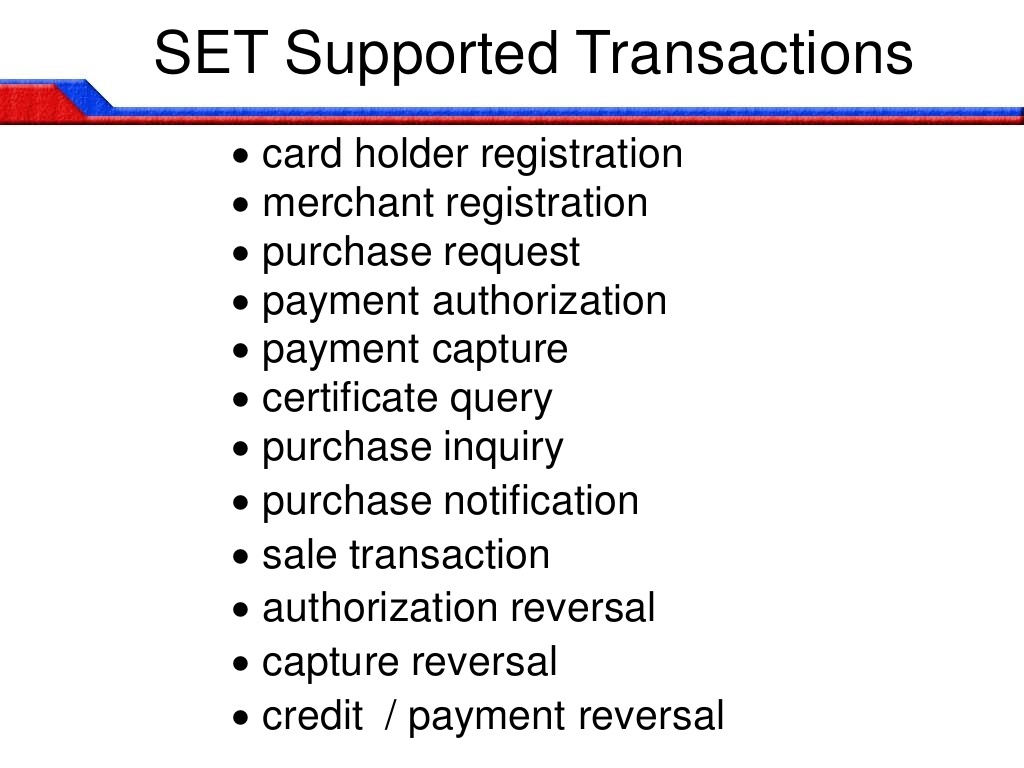 SET Supported Transactions
• card holder registration
• merchant registration
• purchase request
• payment authorization
• payment capture
• certificate query
• purchase inquiry
• purchase notification
• sale transaction
• authorization reversal
• capture reversal
• credit / payment reversal